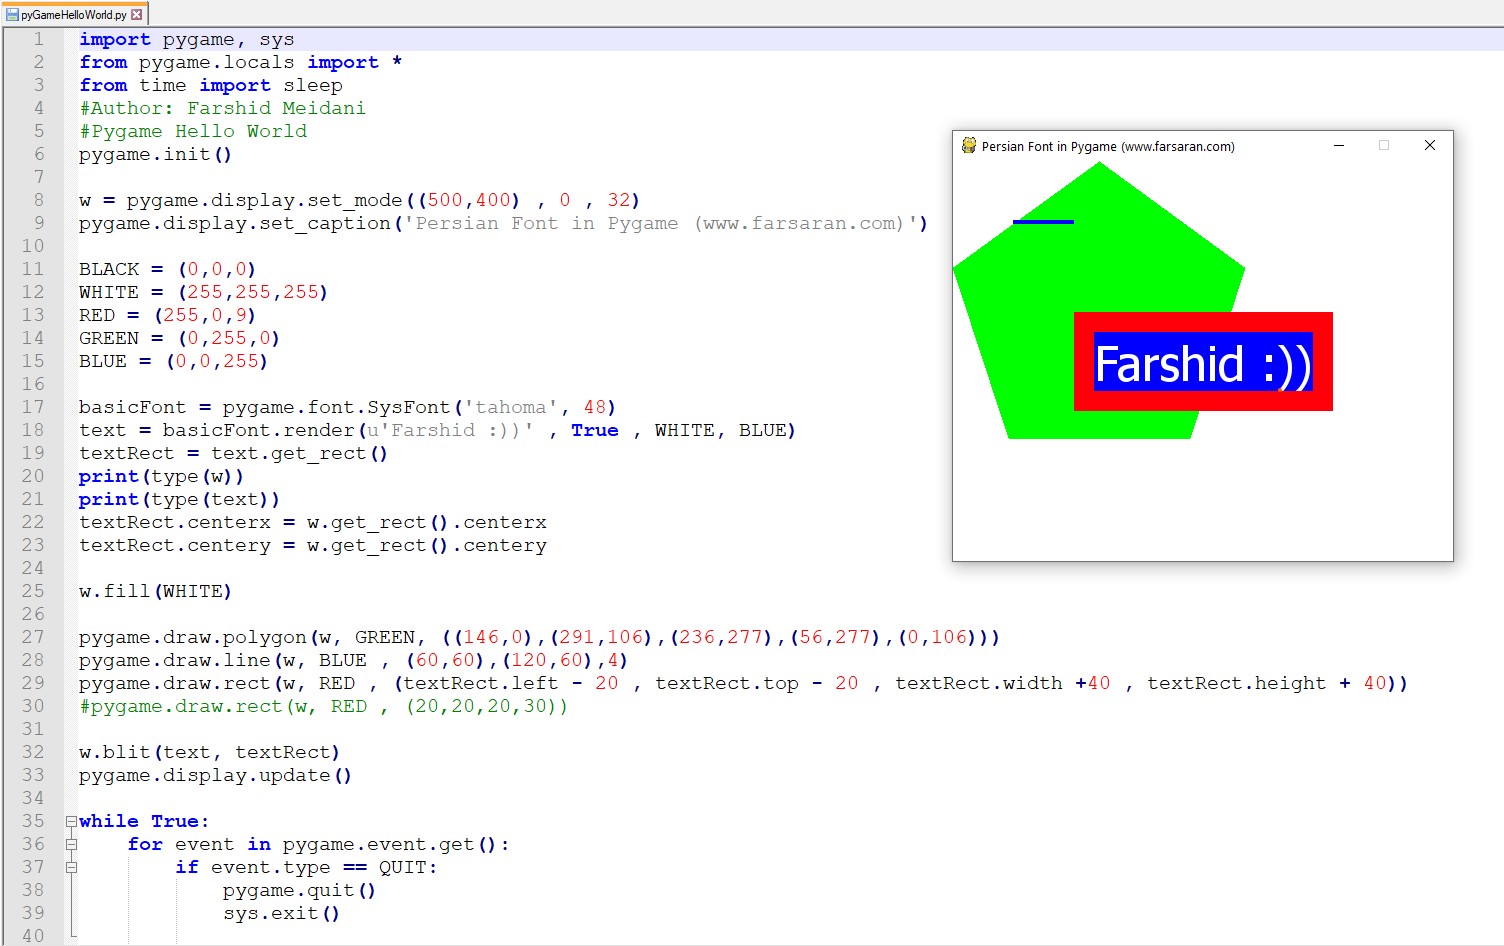 pyGameHelloWorld.py
1 import pygame, sys
2 from pygame.locals import *
3 from time import sleep
4 #Author: Farshid Meidani
5 #Pygame Hello World
6 pygame.init()
7
8 w = pygame.display.set_mode((500,400) , 0 , 32)
9 pygame.display.set_caption('Persian Font in Pygame (www.farsaran.com)')
10
11 BLACK = (0,0,0)
12 WHITE = (255,255,255)
13 RED = (255,0,9)
14 GREEN = (0,255,0)
15 BLUE = (0,0,255)
16
17 basicFont = pygame.font.SysFont('tahoma', 48)
18 text = basicFont.render(u'Farshid :))' , True , WHITE, BLUE)
19 textRect = text.get_rect()
20 print(type(w))
21 print(type(text))
22 textRect.centerx = w.get_rect().centerx
23 textRect.centery = w.get_rect().centery
24
25 w.fill(WHITE)
26
27 pygame.draw.polygon(w, GREEN, ((146,0),(291,106),(236,277),(56,277),(0,106)))
28 pygame.draw.line(w, BLUE , (60,60),(120,60),4)
29 pygame.draw.rect(w, RED , (textRect.left - 20 , textRect.top - 20 , textRect.width +40 , textRect.height + 40))
30 #pygame.draw.rect(w, RED , (20,20,20,30))
31
32 w.blit(text, textRect)
33 pygame.display.update()
34
35 while True:
36     for event in pygame.event.get():
37         if event.type == QUIT:
38             pygame.quit()
39             sys.exit()
40
Persian Font in Pygame (www.farsaran.com)
Farshid :))